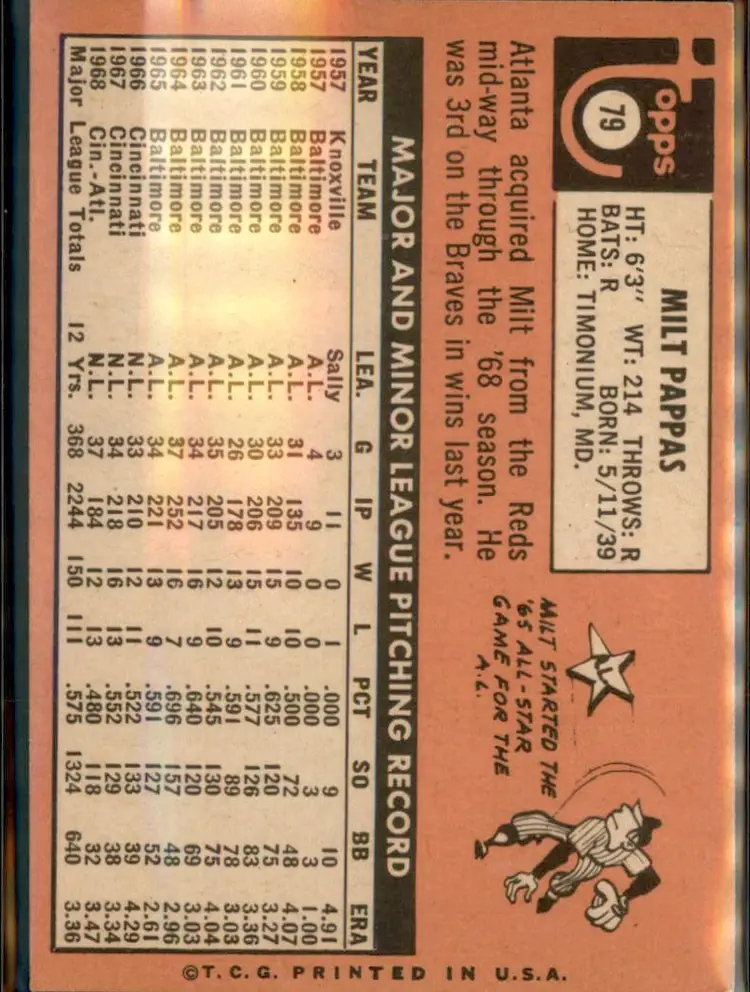 Topps
79
MILT PAPPAS
HT: 6'3" WT: 214 THROWS: R
BATS: R BORN: 5/11/39
HOME: TIMONIUM, MD.
Atlanta acquired Milt from the Reds
mid-way through the '68 season. He
was 3rd on the Braves in wins last year.
MILT STARTED THE
'65 ALL-STAR
GAME FOR THE
A.L.
MAJOR AND MINOR LEAGUE PITCHING RECORD
YEAR TEAM LEA. G IP W L PCT SO BB ERA
1957 Knoxville Sally 3 11 0 1 .000 9 10 4.91
1957 Baltimore A.L. 4 9 0 0 .000 3 3 1.00
1958 Baltimore A.L. 31 135 10 10 .500 72 48 4.07
1959 Baltimore A.L. 33 209 15 9 .625 120 75 3.27
1960 Baltimore A.L. 30 206 15 11 .577 126 83 3.36
1961 Baltimore A.L. 26 178 13 9 .591 89 78 3.03
1962 Baltimore A.L. 35 205 12 10 .545 130 75 4.04
1963 Baltimore A.L. 34 217 16 9 .640 120 69 3.03
1964 Baltimore A.L. 37 252 16 7 .696 157 48 2.96
1965 Baltimore A.L. 34 221 13 9 .591 127 52 2.61
1966 Cincinnati N.L. 33 210 12 11 .522 133 39 4.29
1967 Cincinnati N.L. 34 218 16 13 .552 129 38 3.34
1968 Cin.-Atl. N.L. 37 184 12 13 .480 118 32 3.47
Major League Totals 12 Yrs. 368 2244 150 111 .575 1324 640 3.36
©T.C.G. PRINTED IN U.S.A.